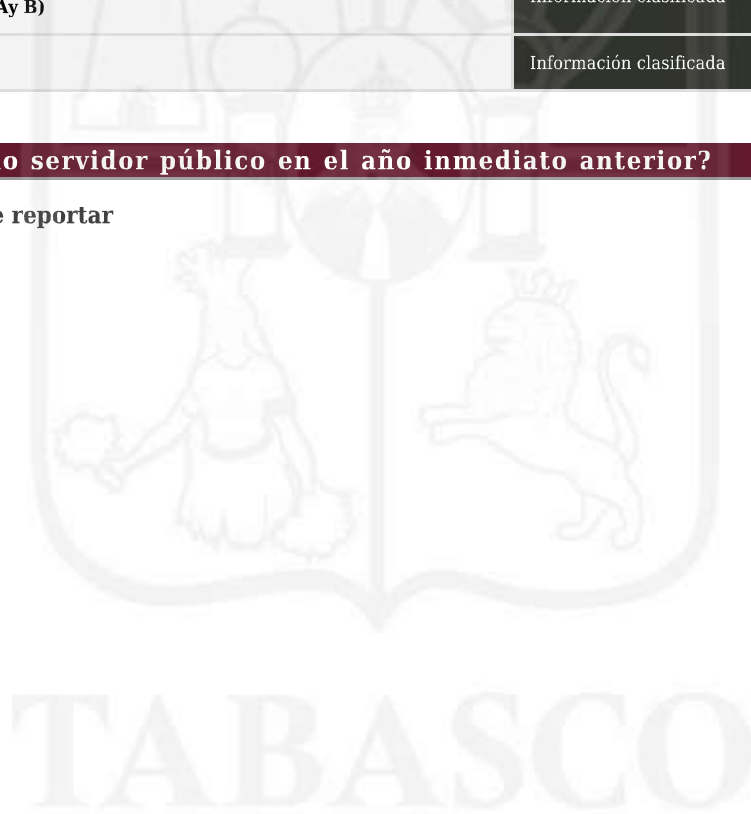 Ay B)
Información clasificada
Información clasificada
o servidor público en el año inmediato anterior?
e reportar
TABASCO